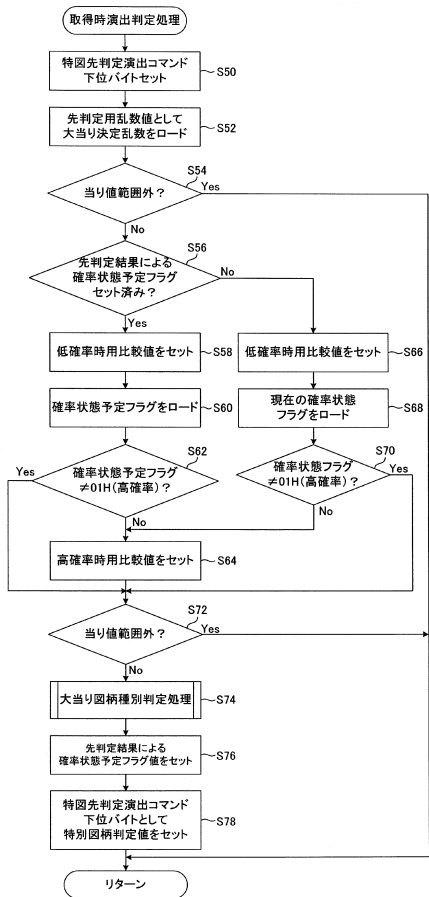 取得時演出判定処理
特図先判定演出コマンド
下位バイトセット
S50
先判定用乱数値として
大当り決定乱数をロード
S52
S54
当り値範囲外？
Yes
No
S56
先判定結果による
確率状態予定フラグ
セット済み？
No
Yes
低確率時用比較値をセット
S58
低確率時用比較値をセット
S66
確率状態予定フラグをロード
S60
現在の確率状態
フラグをロード
S68
S62
S70
Yes
確率状態予定フラグ
≠01H(高確率)？
確率状態フラグ
≠01H(高確率)？
Yes
No
No
高確率時用比較値をセット
S64
S72
当り値範囲外？
Yes
No
大当り図柄種別判定処理
S74
先判定結果による
確率状態予定フラグ値をセット
S76
特図先判定演出コマンド
下位バイトとして
特別図柄判定値をセット
S78
リターン